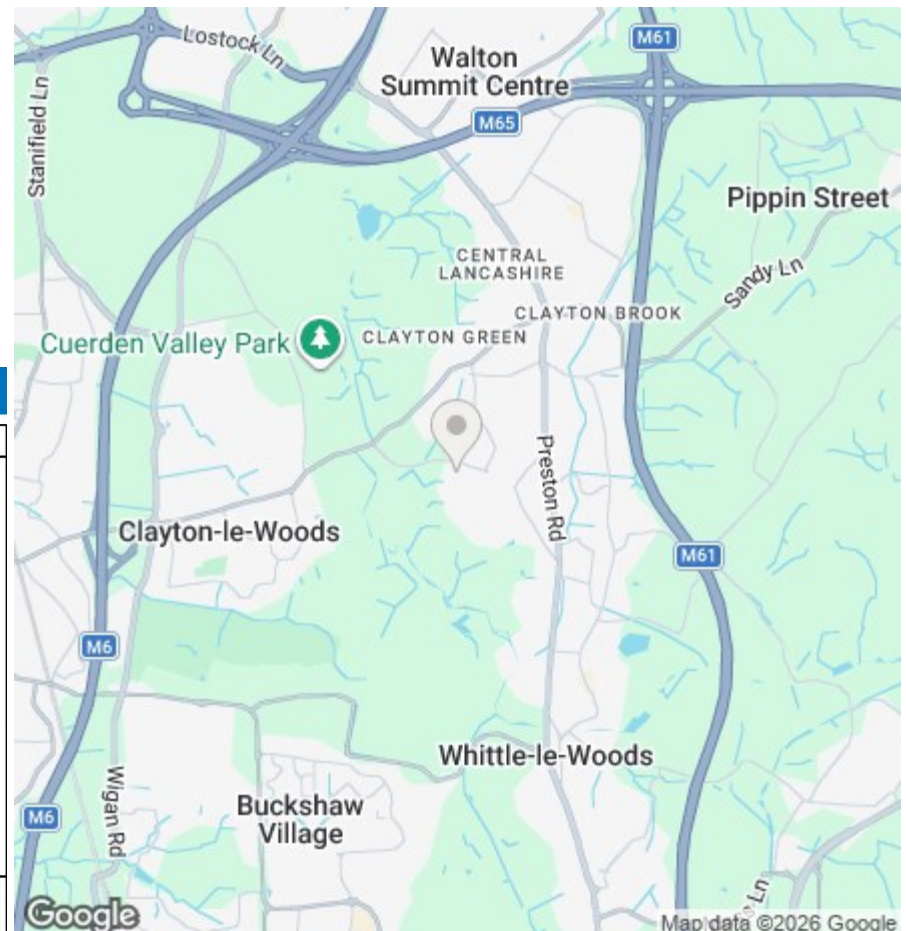 Lostock Ln
Walton
Summit Centre
M61
Stanifield Ln
M65
Pippin Street
CENTRAL
LANCASHIRE
Sandy Ln
CLAYTON BROOK
Cuerden Valley Park
CLAYTON GREEN
Preston Rd
Clayton-le-Woods
M61
M6
Whittle-le-Woods
Wigan Rd
Buckshaw
Village
M6
Ln
Google
Map data ©2026 Google